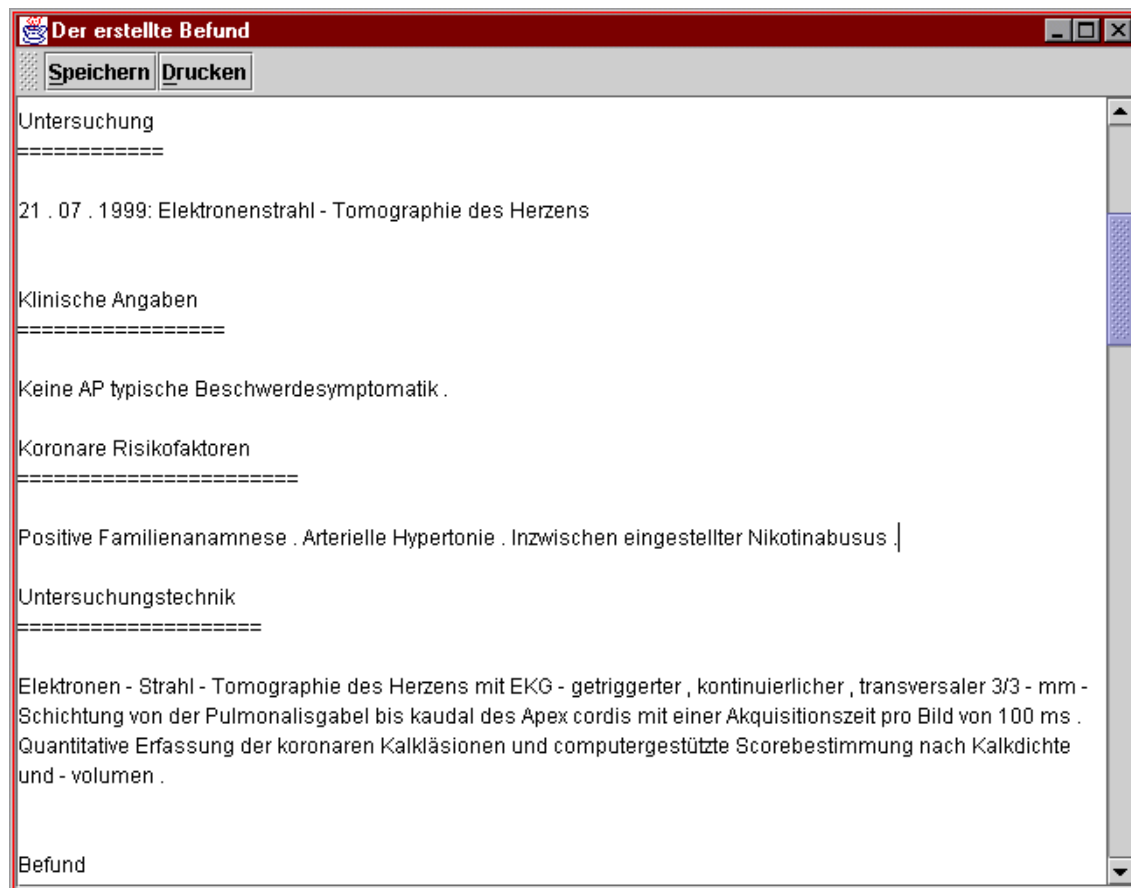 Der erstellte Befund
Speichern Drucken
Untersuchung
============
21 . 07 . 1999: Elektronenstrahl - Tomographie des Herzens
Klinische Angaben
=================
Keine AP typische Beschwerdesymptomatik .
Koronare Risikofaktoren
=======================
Positive Familienanamnese . Arterielle Hypertonie . Inzwischen eingestellter Nikotinabusus .
Untersuchungstechnik
====================
Elektronen - Strahl - Tomographie des Herzens mit EKG - getriggerter , kontinuierlicher , transversaler 3/3 - mm -
Schichtung von der Pulmonalisgabel bis kaudal des Apex cordis mit einer Akquisitionszeit pro Bild von 100 ms .
Quantitative Erfassung der koronaren Kalkläsionen und computergestützte Scorebestimmung nach Kalkdichte
und - volumen .
Befund